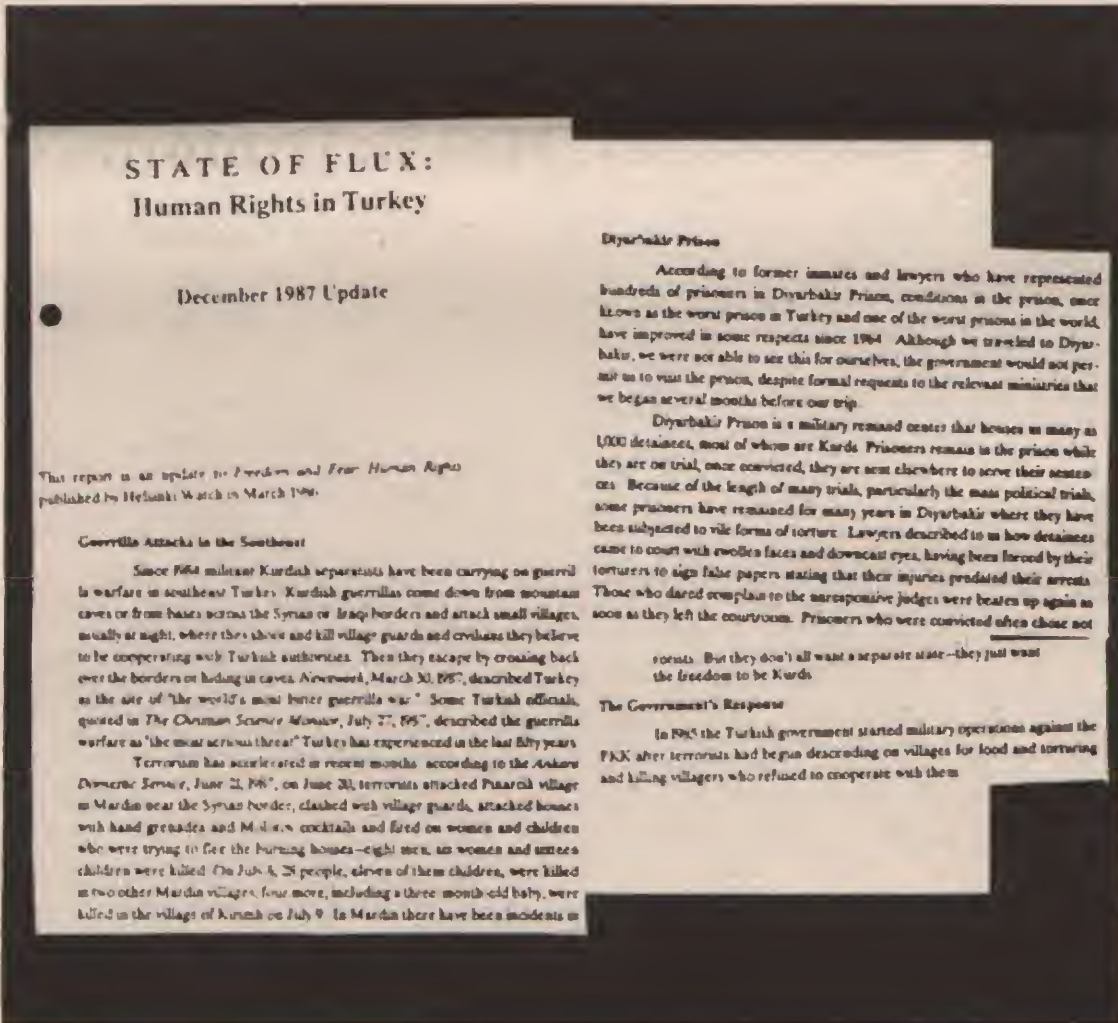 STATE OF FLUX:
Human Rights in Turkey
December 1987 Update
This report is an update to Freedom and Fear Human Rights
published by Helsinki Watch in March
Guerrilla Attacks in the Southeast
Since 1984 militant Kurdish separatists have been carrying on guerril
la warfare in southeast Turkey. Kurdish guerrillas come down from mountain
caves or from bases across the Syrian or Iraqi borders and attack small villages,
usually at night, where they shoot and kill village guards and civilians they believe
to be cooperating with Turkish authorities. Then they escape by crossing back
over the borders or hiding in caves. Newsweek, March 30, 1987, described Turkey
as the site of "the world's most bitter guerrilla war." Some Turkish officials,
quoted in The Christian Science Monitor, July 27, 1987, described the guerrilla
warfare as "the most serious threat" Turkey has experienced in the last fifty years
Terrorism has accelerated in recent months according to the Ankara
Domestic Service, June 21, 1987, on June 20, terrorists attacked Pinarcik village
in Mardin near the Syrian border, clashed with village guards, attacked houses
with hand grenades and Molotov cocktails and fired on women and children
who were trying to flee the burning houses--eight men, six women and sixteen
children were killed. On July 8, 28 people, eleven of them children, were killed
in two other Mardin villages, four more, including a three month-old baby, were
killed in the village of on July 9. In Mardin there have been incidents in
Diyarbakir Prison
According to former inmates and lawyers who have represented
hundreds of prisoners in Diyarbakir Prison, conditions in the prison, once
known as the worst prison in Turkey and one of the worst prisons in the world,
have improved in some respects since 1984. Although we traveled to Diyar-
bakir, we were not able to see this for ourselves, the government would not per-
mit us to visit the prison, despite formal requests to the relevant ministries that
we began several months before our trip.
Diyarbakir Prison is a military remand center that houses as many as
1,000 detainees, most of whom are Kurds. Prisoners remain in the prison while
they are on trial, once convicted, they are sent elsewhere to serve their senten-
ces. Because of the length of many trials, particularly the mass political trials,
some prisoners have remained for many years in Diyarbakir where they have
been subjected to vile forms of torture. Lawyers described to us how detainees
came to court with swollen faces and downcast eyes, having been forced by their
torturers to sign false papers stating that their injuries predated their arrests.
Those who dared complain to the unresponsive judges were beaten up again as
soon as they left the courtroom. Prisoners who were convicted often chose not
rorists. But they don't all want a separate state--they just want
the freedom to be Kurds
The Government's Response
In 1985 the Turkish government started military operations against the
PKK after terrorists had begun descending on villages for food and torturing
and killing villagers who refused to cooperate with them